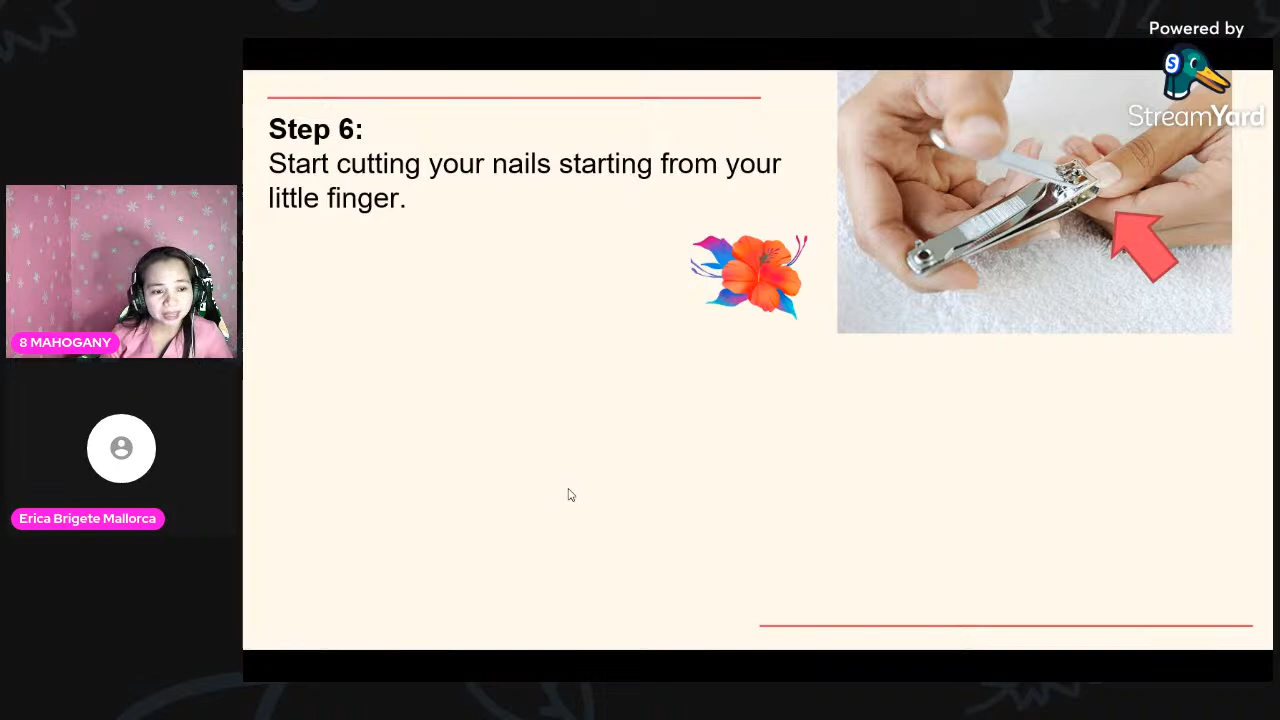 Powered by
S
StreamYard
Step 6:
Start cutting your nails starting from your
little finger.
8 MAHOGANY
Erica Brigete Mallorca